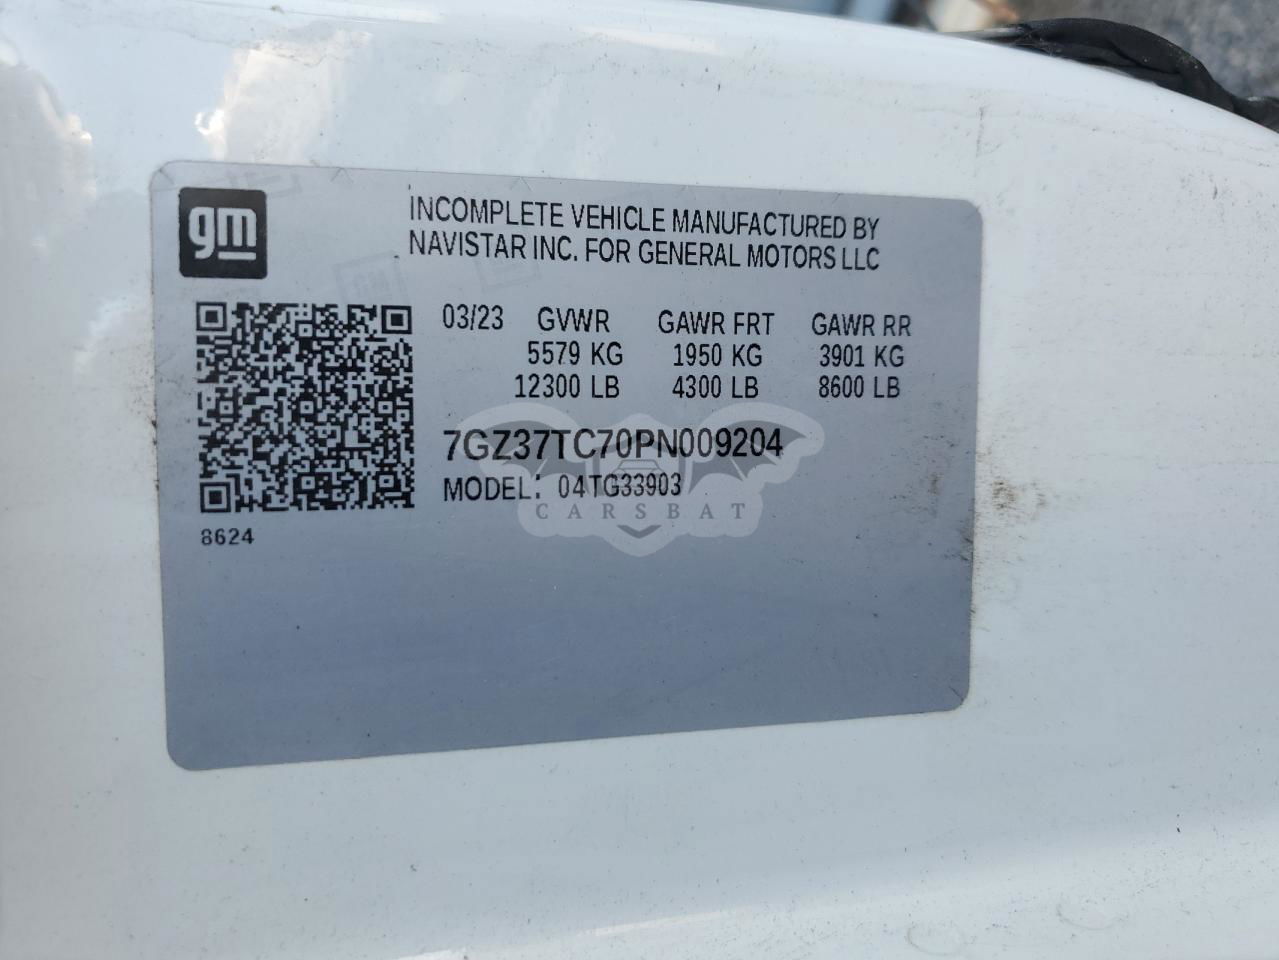 gm
INCOMPLETE VEHICLE MANUFACTURED BY
NAVISTAR INC. FOR GENERAL MOTORS LLC
03/23 GVWR GAWR FRT GAWR RR
5579 KG 1950 KG 3901 KG
12300 LB 4300 LB 8600 LB
7GZ37TC70PN009204
MODEL: 04TG33903
CARSBAT
8624